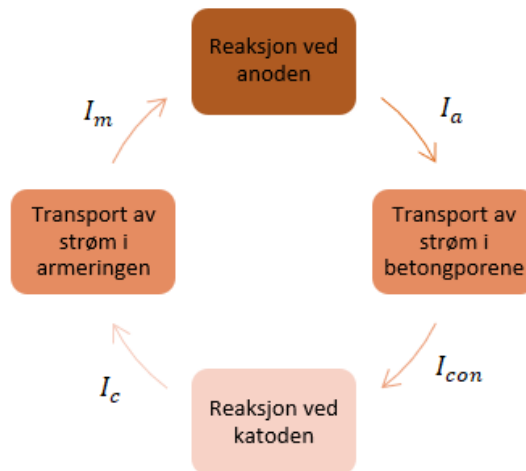 Reaksjon ved
anoden
I_m
I_a
Transport av
strøm i
armeringen
Transport av
strøm i
betongporene
I_c
I_con
Reaksjon ved
katoden